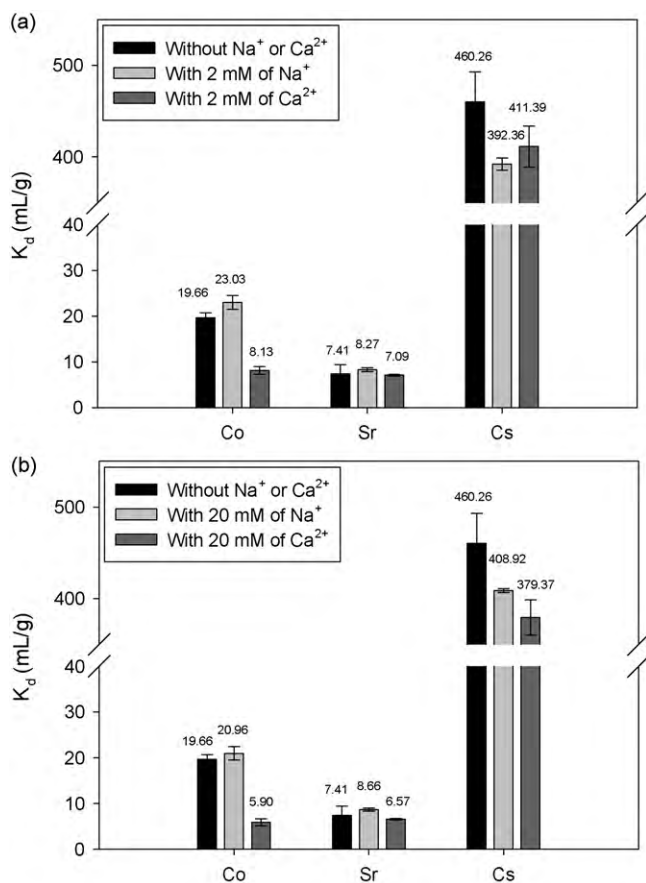 (a)
Without Na⁺ or Ca²⁺
With 2 mM of Na⁺
With 2 mM of Ca²⁺
460.26
392.36
411.39
500
400
40
30
20
10
0
K_d (mL/g)
19.66
23.03
8.13
7.41
8.27
7.09
Co
Sr
Cs
(b)
Without Na⁺ or Ca²⁺
With 20 mM of Na⁺
With 20 mM of Ca²⁺
460.26
408.92
379.37
500
400
40
30
20
10
0
K_d (mL/g)
19.66
20.96
5.90
7.41
8.66
6.57
Co
Sr
Cs